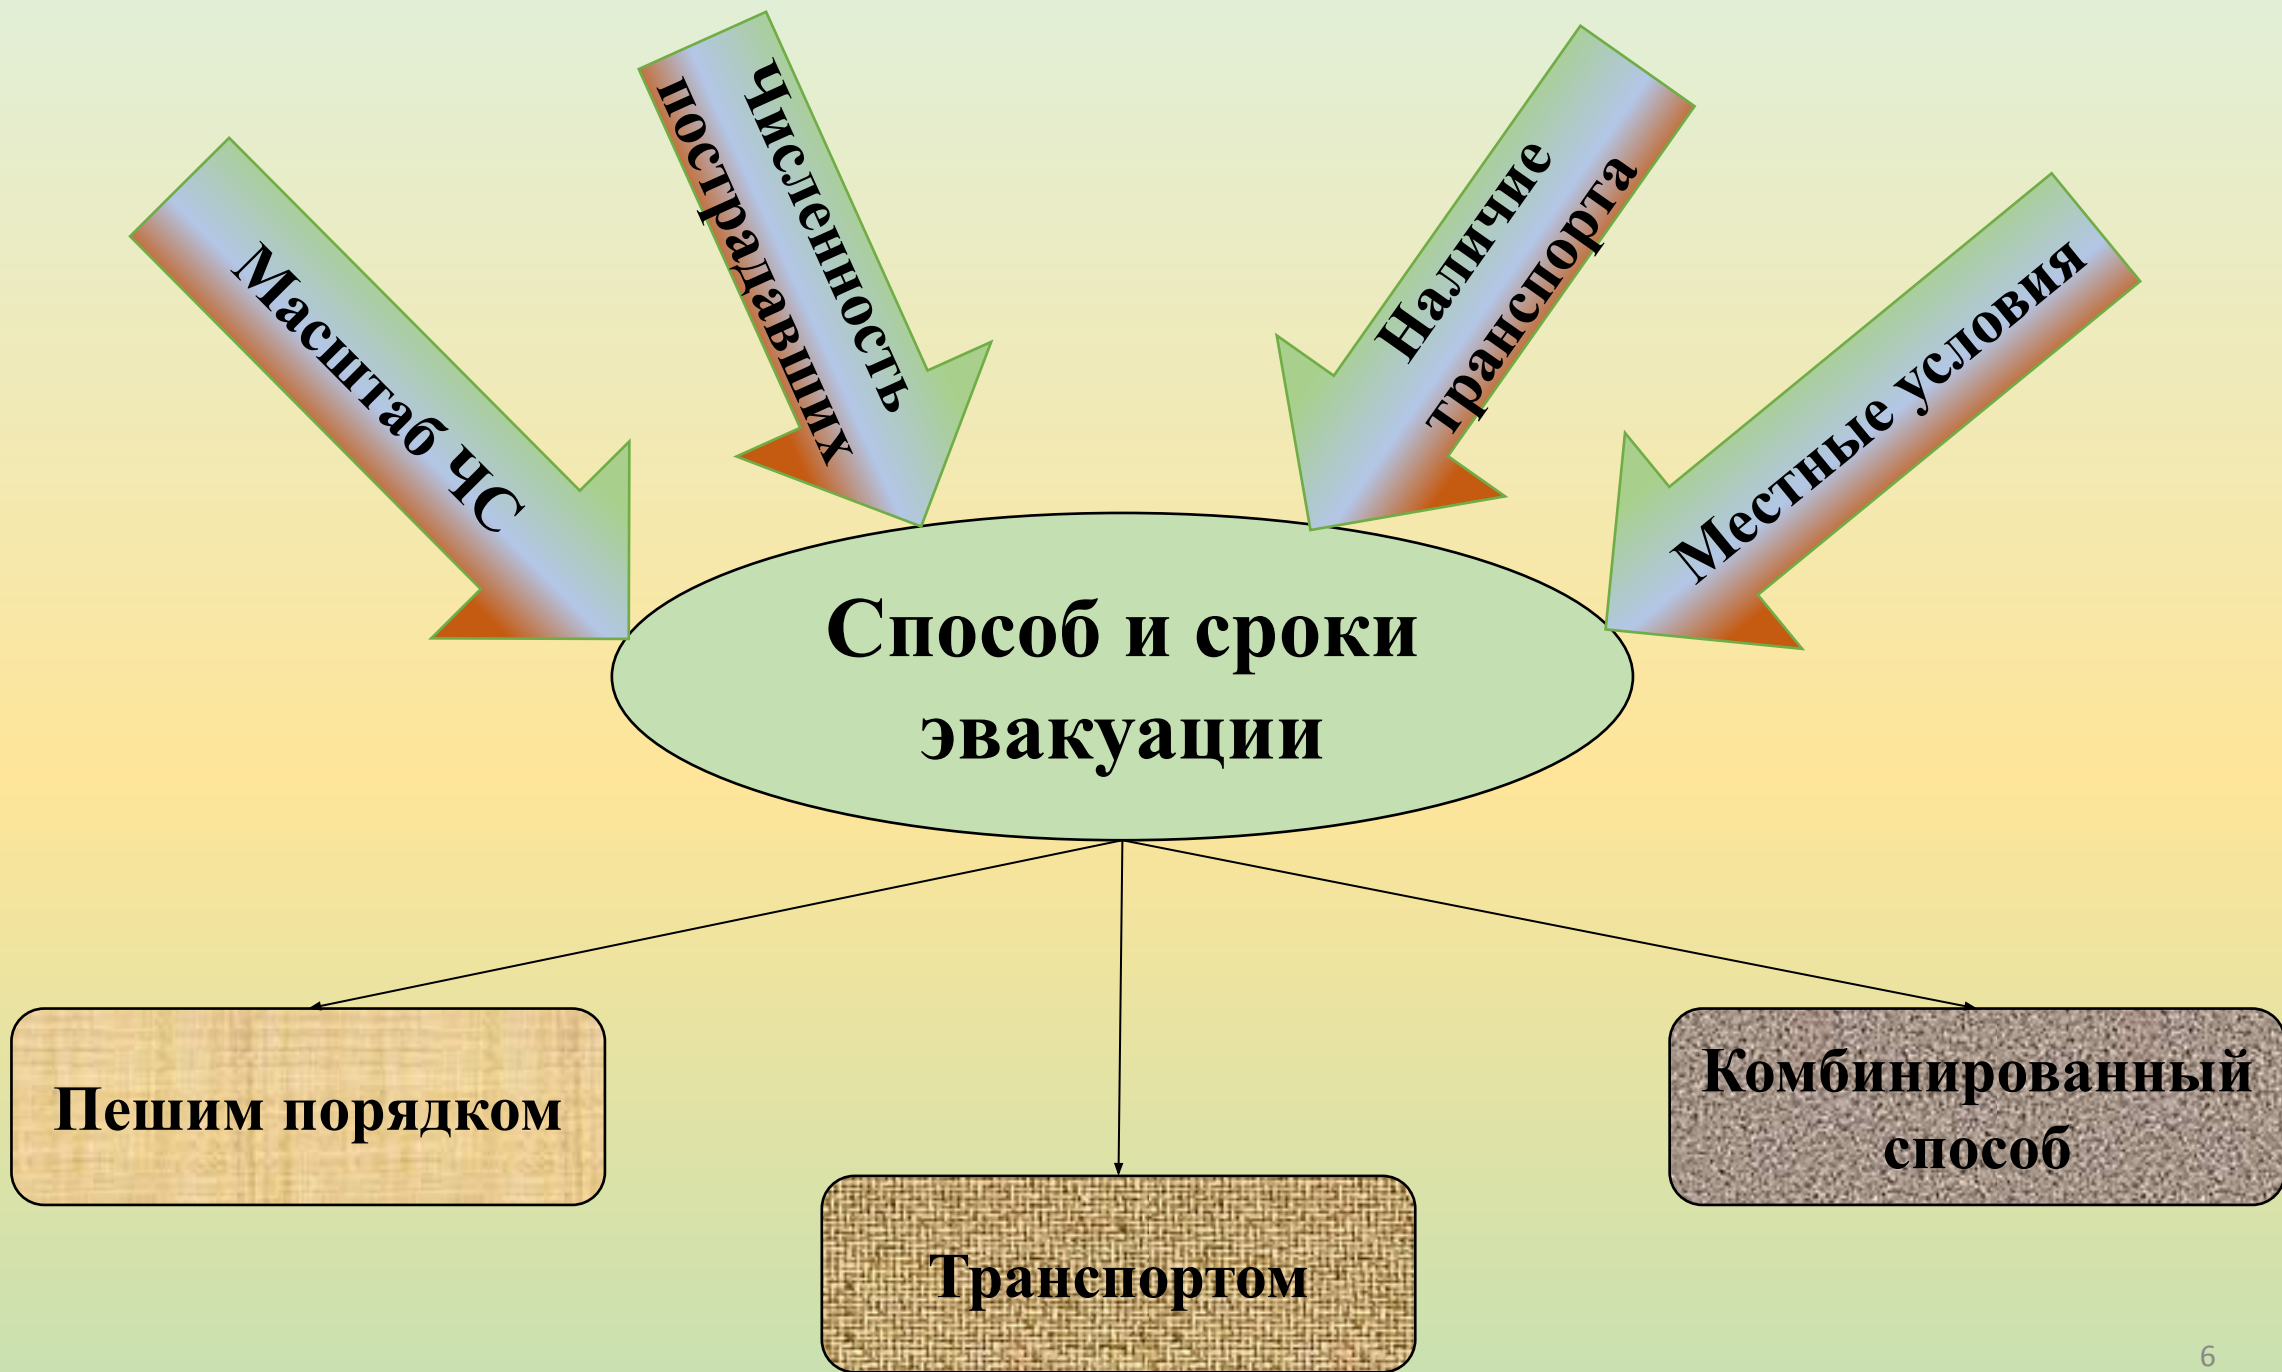 Масштаб ЧС
Численность
пострадавших
Наличие
транспорта
Местные условия
Способ и сроки
эвакуации
Пешим порядком
Транспортом
Комбинированный
способ
6